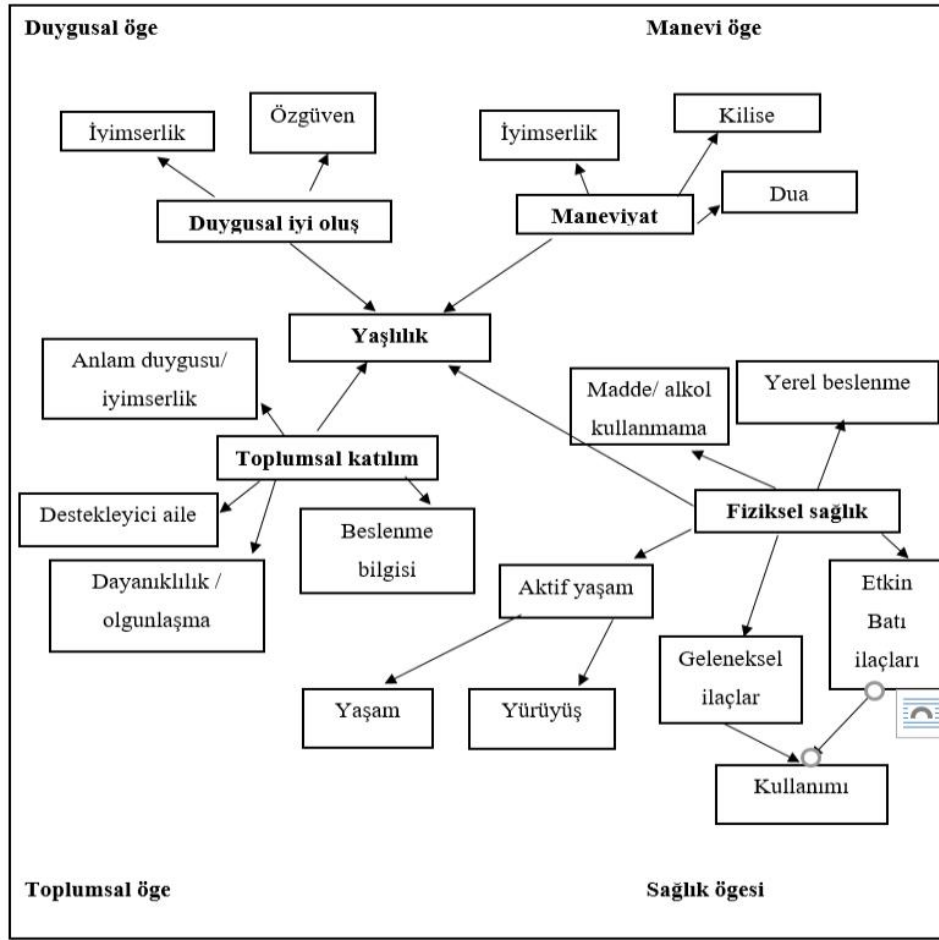 Duygusal öge
Manevi öge
İyimserlik
Özgüven
İyimserlik
Kilise
Dua
Duygusal iyi oluş
Maneviyat
Yaşlılık
Anlam duygusu/
iyimserlik
Madde/ alkol
kullanmama
Yerel beslenme
Toplumsal katılım
Destekleyici aile
Beslenme
bilgisi
Fiziksel sağlık
Dayanıklılık /
olgunlaşma
Aktif yaşam
Etkin
Batı
ilaçları
Geleneksel
ilaçlar
Yaşam
Yürüyüş
Kullanımı
Toplumsal öge
Sağlık ögesi